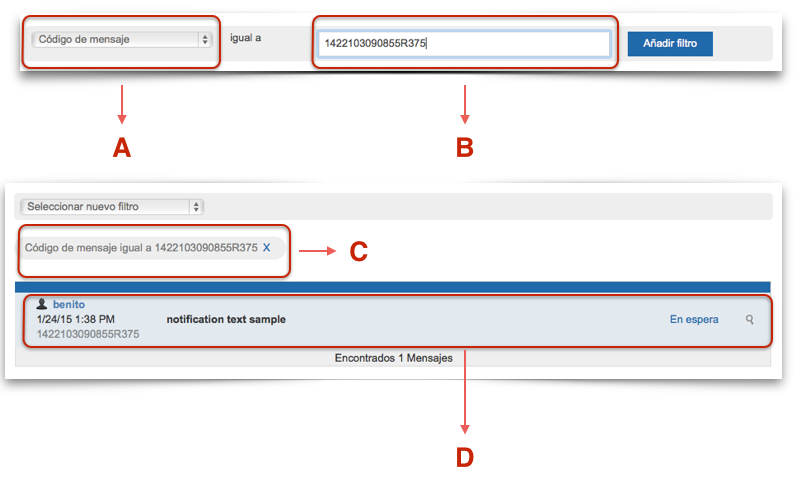 Código de mensaje igual a 1422103090855R375 Añadir filtro
A B
Seleccionar nuevo filtro
Código de mensaje igual a 1422103090855R375 X C
benito
1/24/15 1:38 PM notification text sample En espera
1422103090855R375
Encontrados 1 Mensajes
D